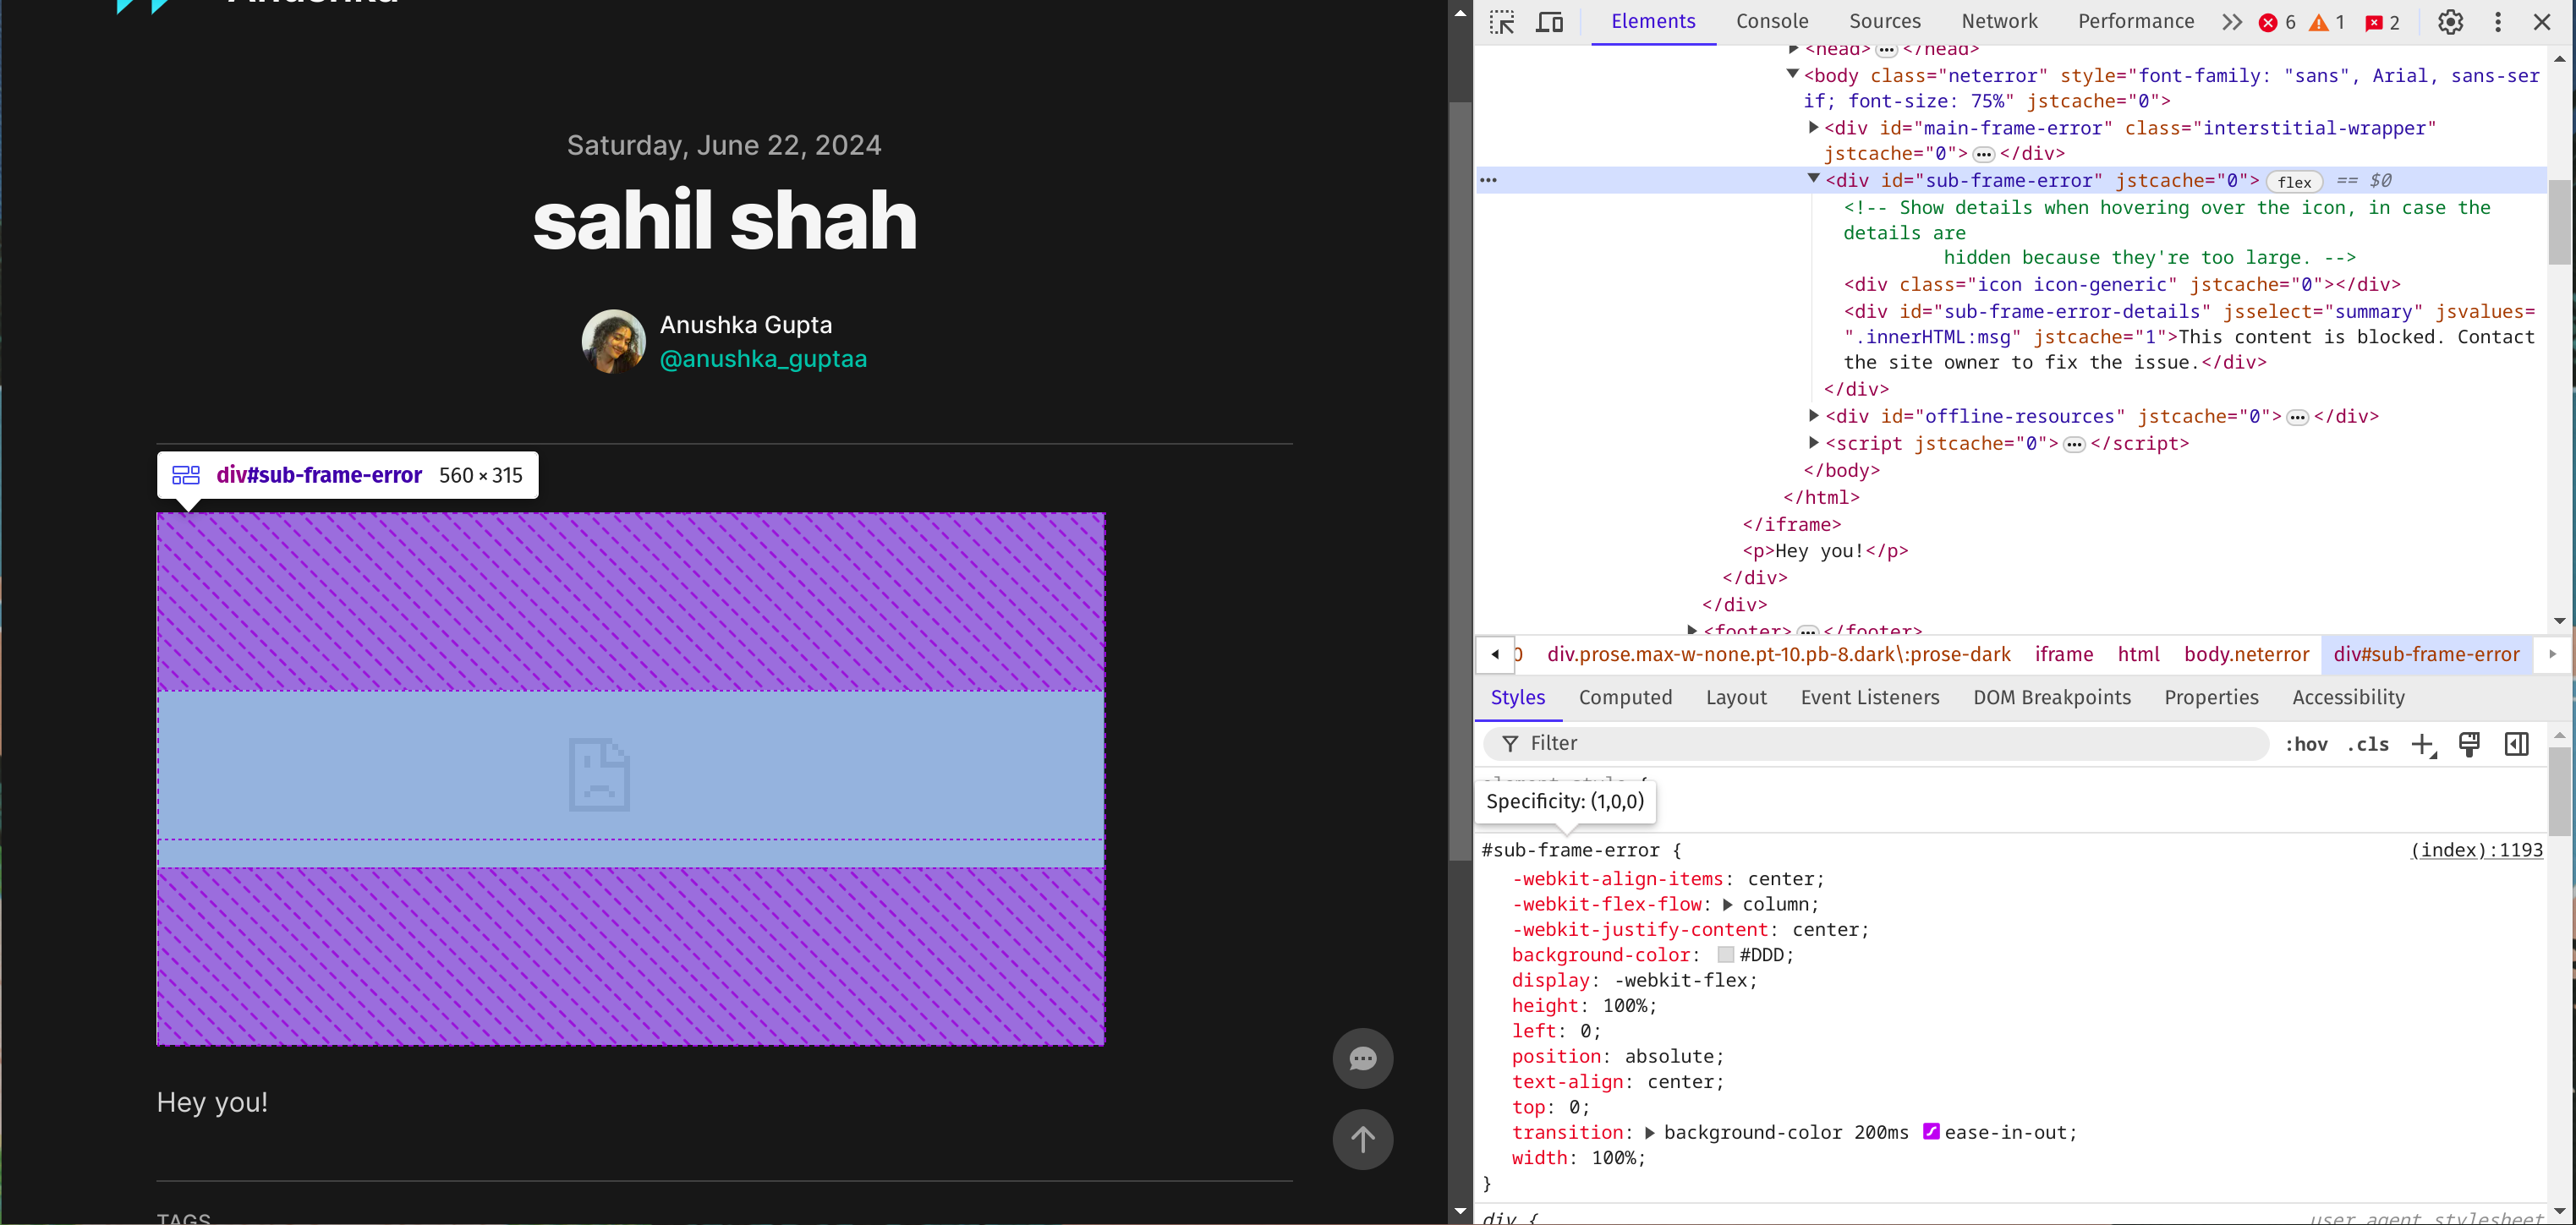 Anushka
Saturday, June 22, 2024
sahil shah
Anushka Gupta
@anushka_guptaa
div#sub-frame-error 560 × 315
Hey you!
TAGS
Elements Console Sources Network Performance 6 1 2
<head> </head>
<body class="neterror" style="font-family: "sans", Arial, sans-ser
if; font-size: 75%" jstcache="0">
<div id="main-frame-error" class="interstitial-wrapper"
jstcache="0"> </div>
<div id="sub-frame-error" jstcache="0"> flex == $0
<!-- Show details when hovering over the icon, in case the
details are
hidden because they're too large. -->
<div class="icon icon-generic" jstcache="0"></div>
<div id="sub-frame-error-details" jsselect="summary" jsvalues=
".innerHTML:msg" jstcache="1">This content is blocked. Contact
the site owner to fix the issue.</div>
</div>
<div id="offline-resources" jstcache="0"> </div>
<script jstcache="0"> </script>
</body>
</html>
</iframe>
<p>Hey you!</p>
</div>
</div>
<footer> </footer>
div.prose.max-w-none.pt-10.pb-8.dark\:prose-dark iframe html body.neterror div#sub-frame-error
Styles Computed Layout Event Listeners DOM Breakpoints Properties Accessibility
Filter :hov .cls
element.style {
Specificity: (1,0,0)
#sub-frame-error { (index):1193
-webkit-align-items: center;
-webkit-flex-flow: column;
-webkit-justify-content: center;
background-color: #DDD;
display: -webkit-flex;
height: 100%;
left: 0;
position: absolute;
text-align: center;
top: 0;
transition: background-color 200ms ease-in-out;
width: 100%;
}
div { user agent stylesheet